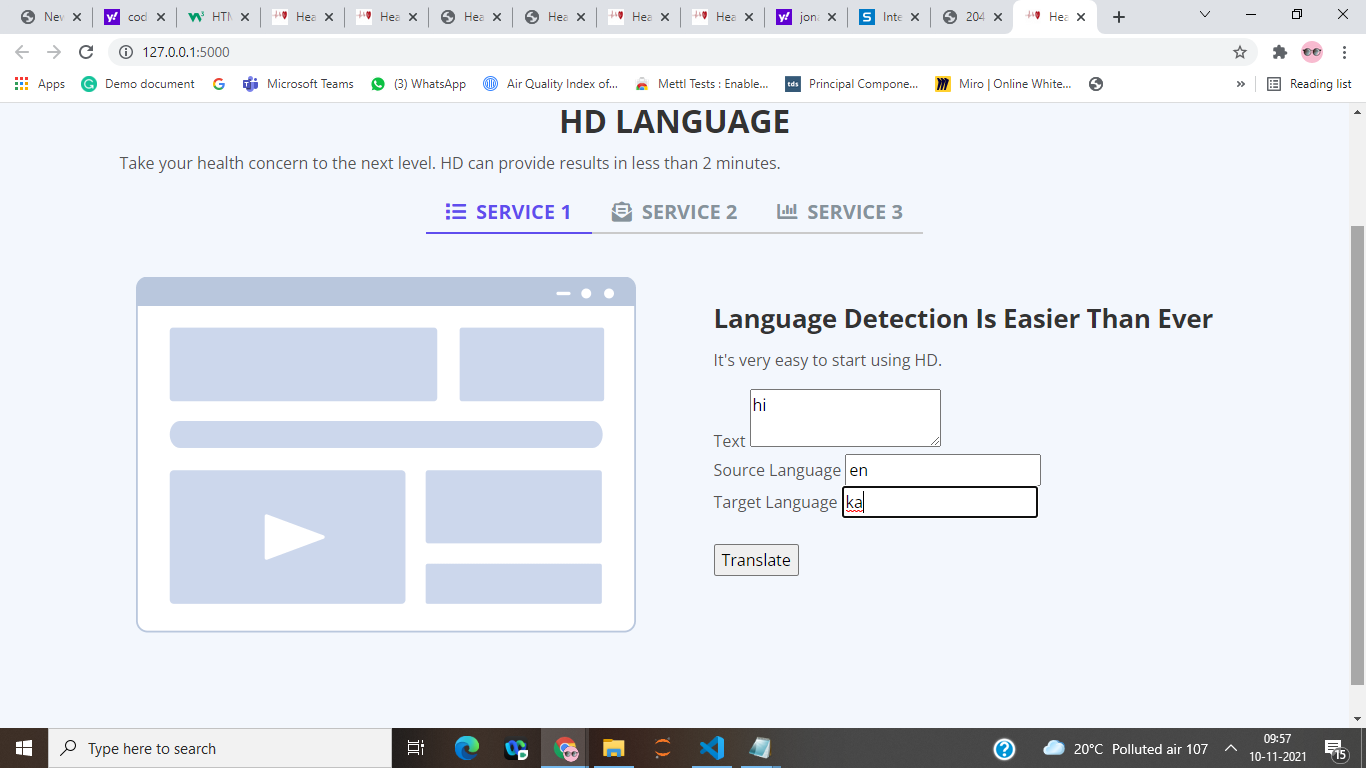 New
cod
HTM
Hea
Hea
Hea
Hea
Hea
Hea
jona
Inte
204
Hea
127.0.0.1:5000
Apps
Demo document
Microsoft Teams
(3) WhatsApp
Air Quality Index of...
Mettl Tests : Enable...
tds
Principal Compone...
Miro | Online White...
»
Reading list
HD LANGUAGE
Take your health concern to the next level. HD can provide results in less than 2 minutes.
SERVICE 1
SERVICE 2
SERVICE 3
Language Detection Is Easier Than Ever
It's very easy to start using HD.
Text hi
Source Language en
Target Language ka
Translate
Type here to search
20°C Polluted air 107
09:57
10-11-2021
15